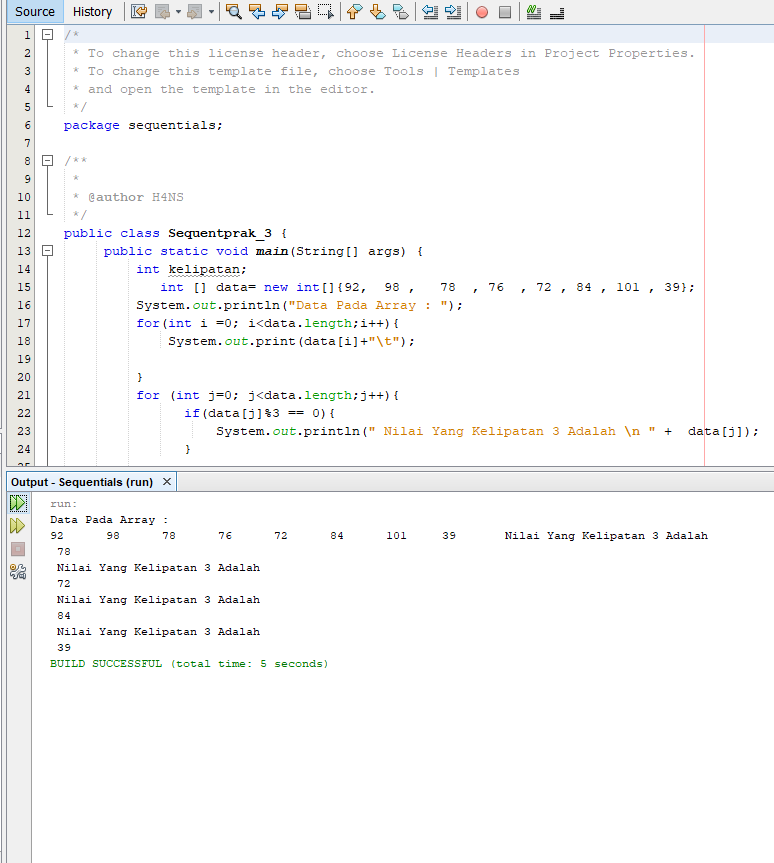 Source History
1 /*
2 * To change this license header, choose License Headers in Project Properties.
3 * To change this template file, choose Tools | Templates
4 * and open the template in the editor.
5 */
6 package sequentials;
7
8 /**
9 *
10 * @author H4NS
11 */
12 public class Sequentprak_3 {
13 public static void main(String[] args) {
14 int kelipatan;
15 int [] data= new int[]{92, 98 , 78 , 76 , 72 , 84 , 101 , 39};
16 System.out.println("Data Pada Array : ");
17 for(int i =0; i<data.length;i++){
18 System.out.print(data[i]+"\t");
19
20 }
21 for (int j=0; j<data.length;j++){
22 if(data[j]%3 == 0){
23 System.out.println(" Nilai Yang Kelipatan 3 Adalah \n " + data[j]);
24 }
Output - Sequentials (run) ×
run:
Data Pada Array :
92 98 78 76 72 84 101 39 Nilai Yang Kelipatan 3 Adalah
78
Nilai Yang Kelipatan 3 Adalah
72
Nilai Yang Kelipatan 3 Adalah
84
Nilai Yang Kelipatan 3 Adalah
39
BUILD SUCCESSFUL (total time: 5 seconds)